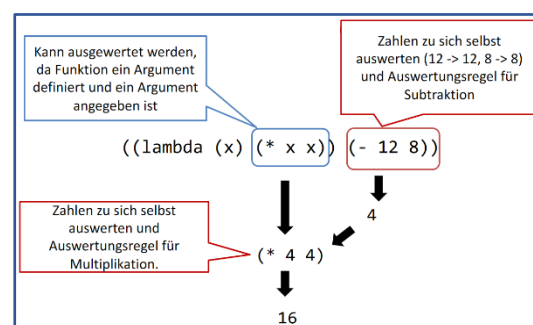 Kann ausgewertet werden,
da Funktion ein Argument
definiert und ein Argument
angegeben ist
Zahlen zu sich selbst
auswerten (12 -> 12, 8 -> 8)
und Auswertungsregel für
Subtraktion
((lambda (x) (* x x)) (- 12 8))
4
Zahlen zu sich selbst
auswerten und
Auswertungsregel für
Multiplikation.
(* 4 4)
16